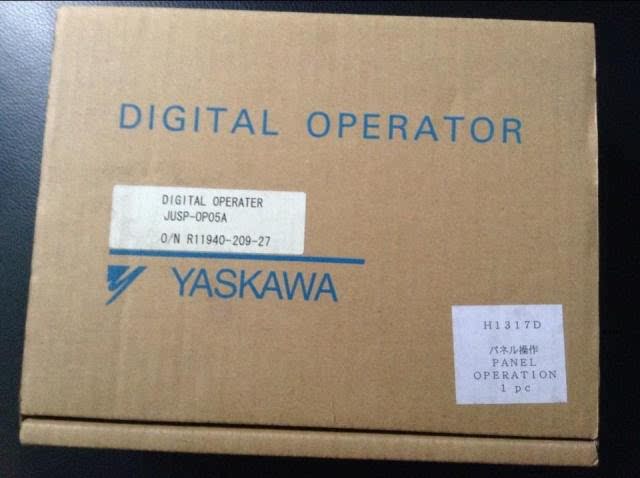 DIGITAL OPERATOR
DIGITAL OPERATER
JUSP-OP05A
O/N R11940-209-27
YASKAWA
H1317D
パネル操作
PANEL
OPERATION
1 pc